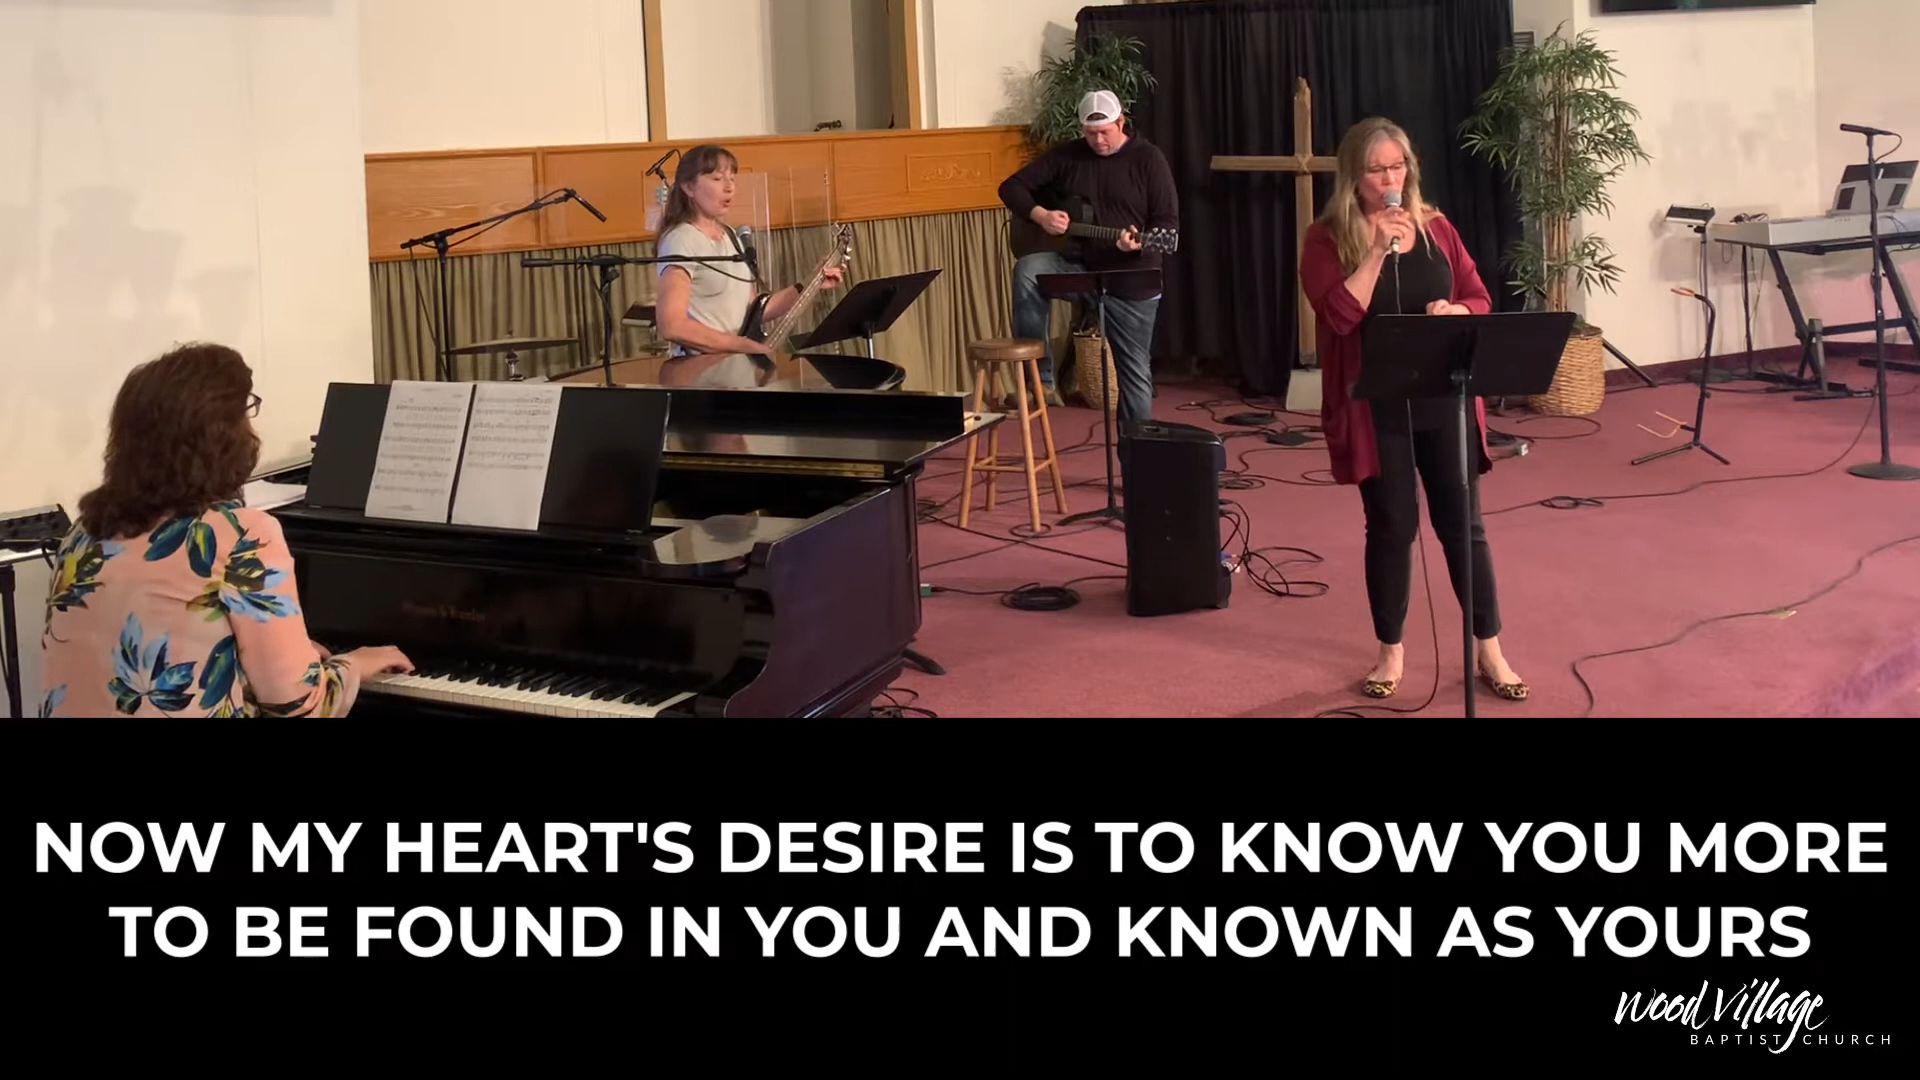 NOW MY HEART'S DESIRE IS TO KNOW YOU MORE
TO BE FOUND IN YOU AND KNOWN AS YOURS
Wood Village
BAPTIST CHURCH